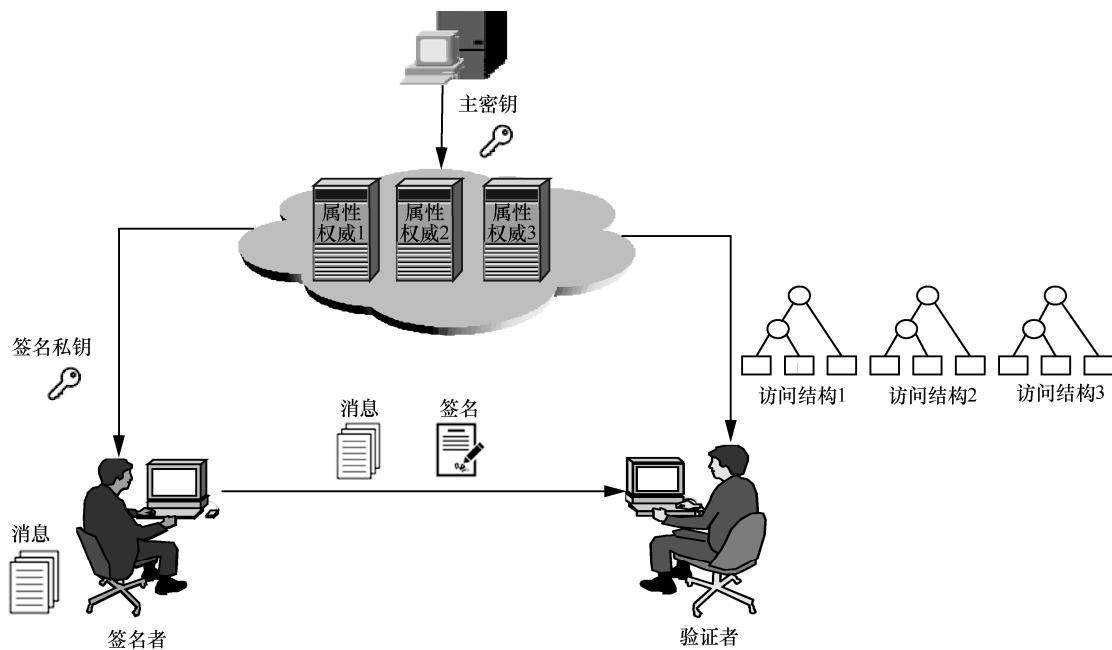 主密钥
属性
权威1
属性
权威2
属性
权威3
签名私钥
访问结构1
访问结构2
访问结构3
消息
签名
消息
签名者
验证者